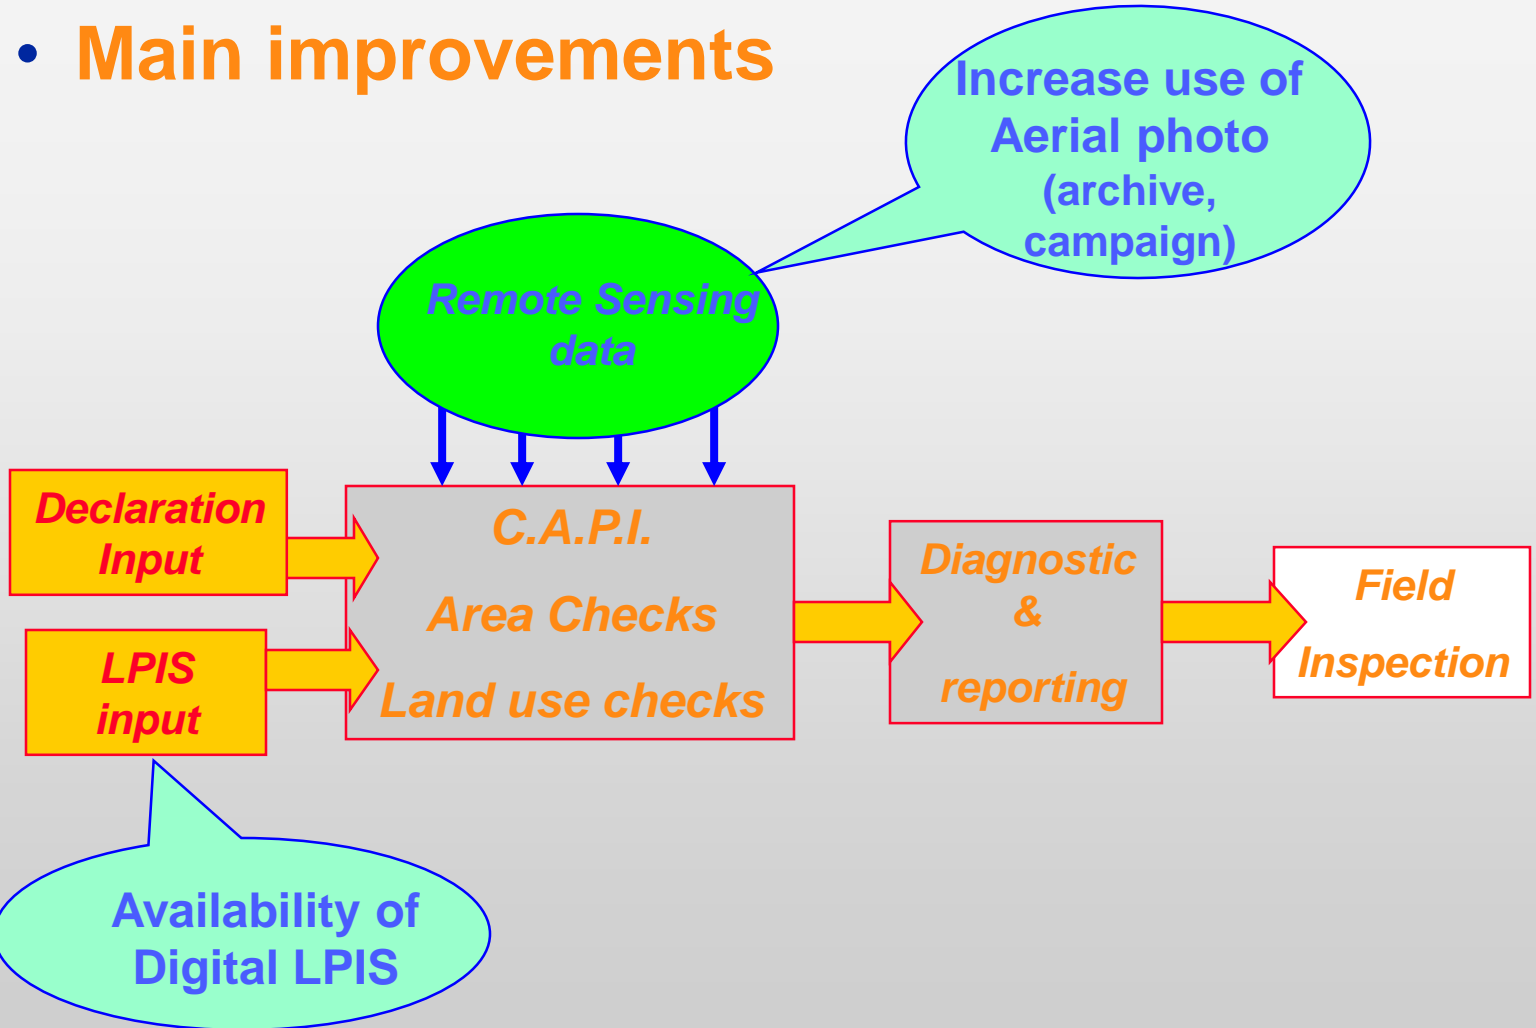 • Main improvements
Increase use of
Aerial photo
(archive,
campaign)
Remote Sensing
data
Declaration
Input
LPIS
input
C.A.P.I.
Area Checks
Land use checks
Diagnostic
&
reporting
Field
Inspection
Availability of
Digital LPIS